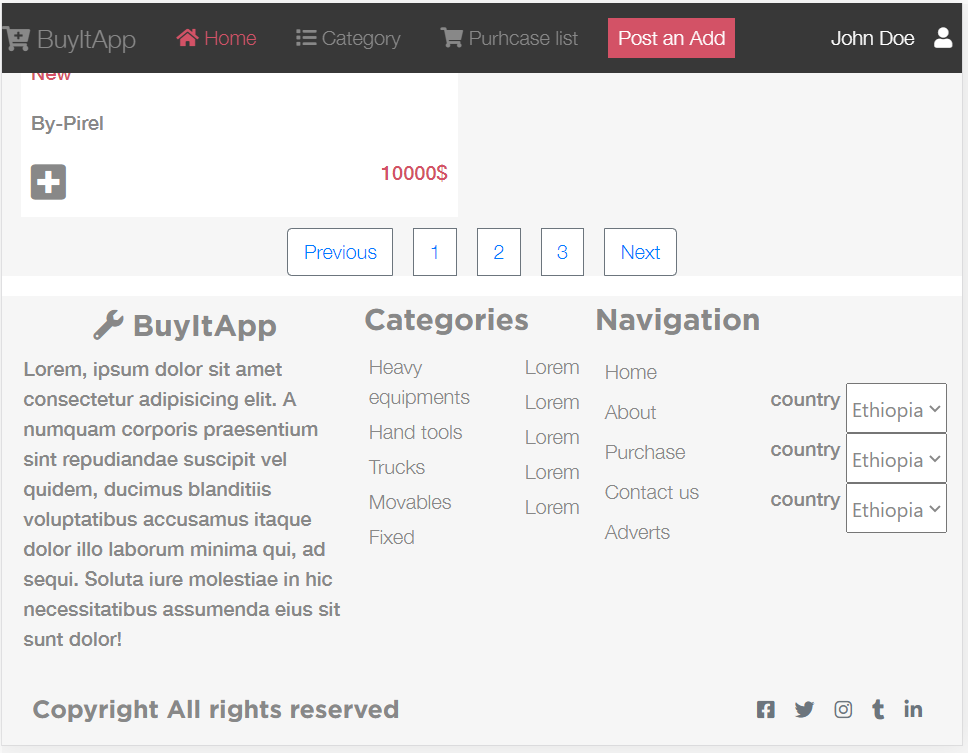 BuyItApp Home Category Purhcase list Post an Add John Doe
New
By-Pirel
10000$
Previous 1 2 3 Next
BuyItApp
Lorem, ipsum dolor sit amet
consectetur adipisicing elit. A
numquam corporis praesentium
sint repudiandae suscipit vel
quidem, ducimus blanditiis
voluptatibus accusamus itaque
dolor illo laborum minima qui, ad
sequi. Soluta iure molestiae in hic
necessitatibus assumenda eius sit
sunt dolor!
Categories
Heavy
equipments
Hand tools
Trucks
Movables
Fixed
Lorem
Lorem
Lorem
Lorem
Lorem
Navigation
Home
About
Purchase
Contact us
Adverts
country Ethiopia
country Ethiopia
country Ethiopia
Copyright All rights reserved